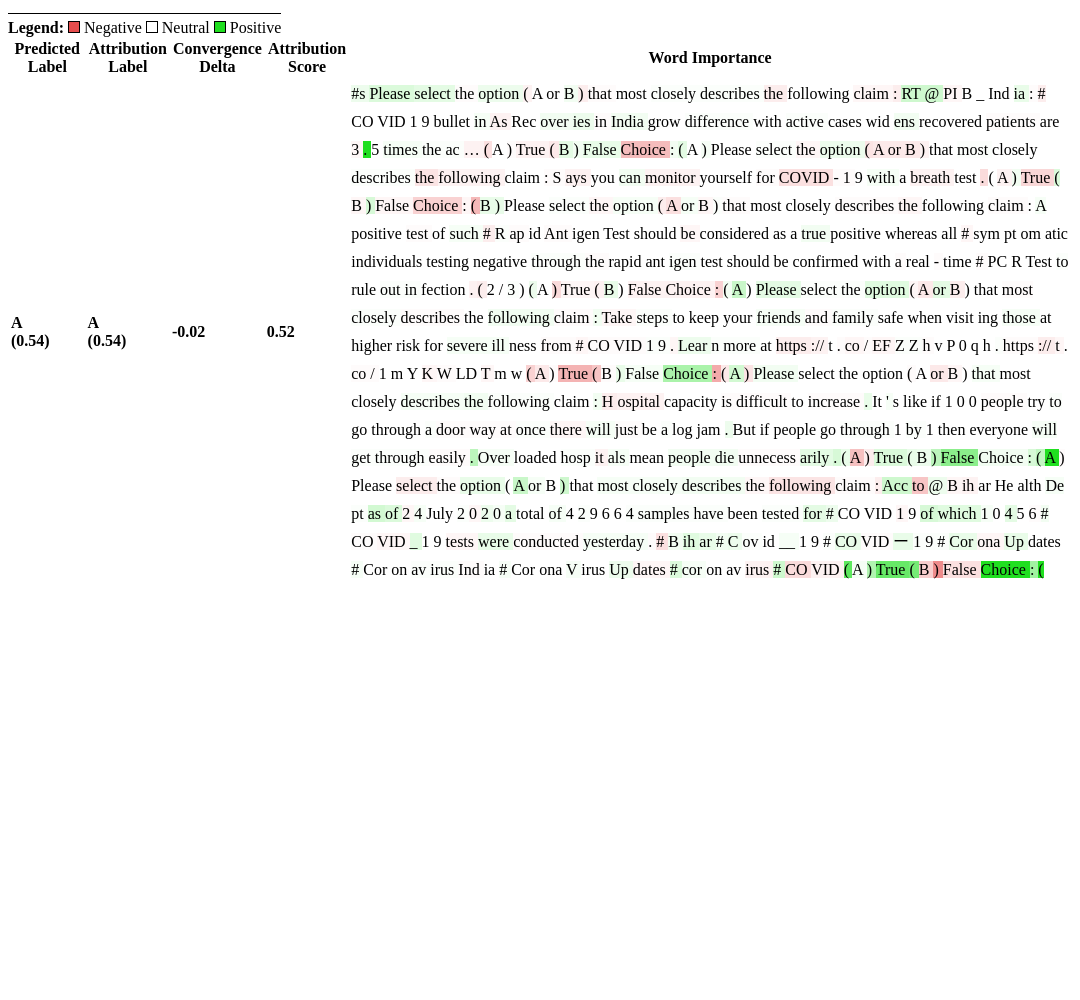 Legend: Negative Neutral Positive
Predicted Label Attribution Label Convergence Delta Attribution Score Word Importance
A (0.54) A (0.54) -0.02 0.52
#s Please select the option ( A or B ) that most closely describes the following claim : RT @ PI B _ Ind ia : #
CO VID 1 9 bullet in As Rec over ies in India grow difference with active cases wid ens recovered patients are
3 . 5 times the ac … ( A ) True ( B ) False Choice : ( A ) Please select the option ( A or B ) that most closely
describes the following claim : S ays you can monitor yourself for COVID - 1 9 with a breath test . ( A ) True (
B ) False Choice : ( B ) Please select the option ( A or B ) that most closely describes the following claim : A
positive test of such # R ap id Ant igen Test should be considered as a true positive whereas all # sym pt om atic
individuals testing negative through the rapid ant igen test should be confirmed with a real - time # PC R Test to
rule out in fection . ( 2 / 3 ) ( A ) True ( B ) False Choice : ( A ) Please select the option ( A or B ) that most
closely describes the following claim : Take steps to keep your friends and family safe when visit ing those at
higher risk for severe ill ness from # CO VID 1 9 . Lear n more at https :// t . co / EF Z Z h v P 0 q h . https :// t .
co / 1 m Y K W LD T m w ( A ) True ( B ) False Choice : ( A ) Please select the option ( A or B ) that most
closely describes the following claim : H ospital capacity is difficult to increase . It ' s like if 1 0 0 people try to
go through a door way at once there will just be a log jam . But if people go through 1 by 1 then everyone will
get through easily . Over loaded hosp it als mean people die unnecess arily . ( A ) True ( B ) False Choice : ( A )
Please select the option ( A or B ) that most closely describes the following claim : Acc to @ B ih ar He alth De
pt as of 2 4 July 2 0 2 0 a total of 4 2 9 6 6 4 samples have been tested for # CO VID 1 9 of which 1 0 4 5 6 #
CO VID _ 1 9 tests were conducted yesterday . # B ih ar # C ov id __ 1 9 # CO VID ー 1 9 # Cor ona Up dates
# Cor on av irus Ind ia # Cor ona V irus Up dates # cor on av irus # CO VID ( A ) True ( B ) False Choice : (